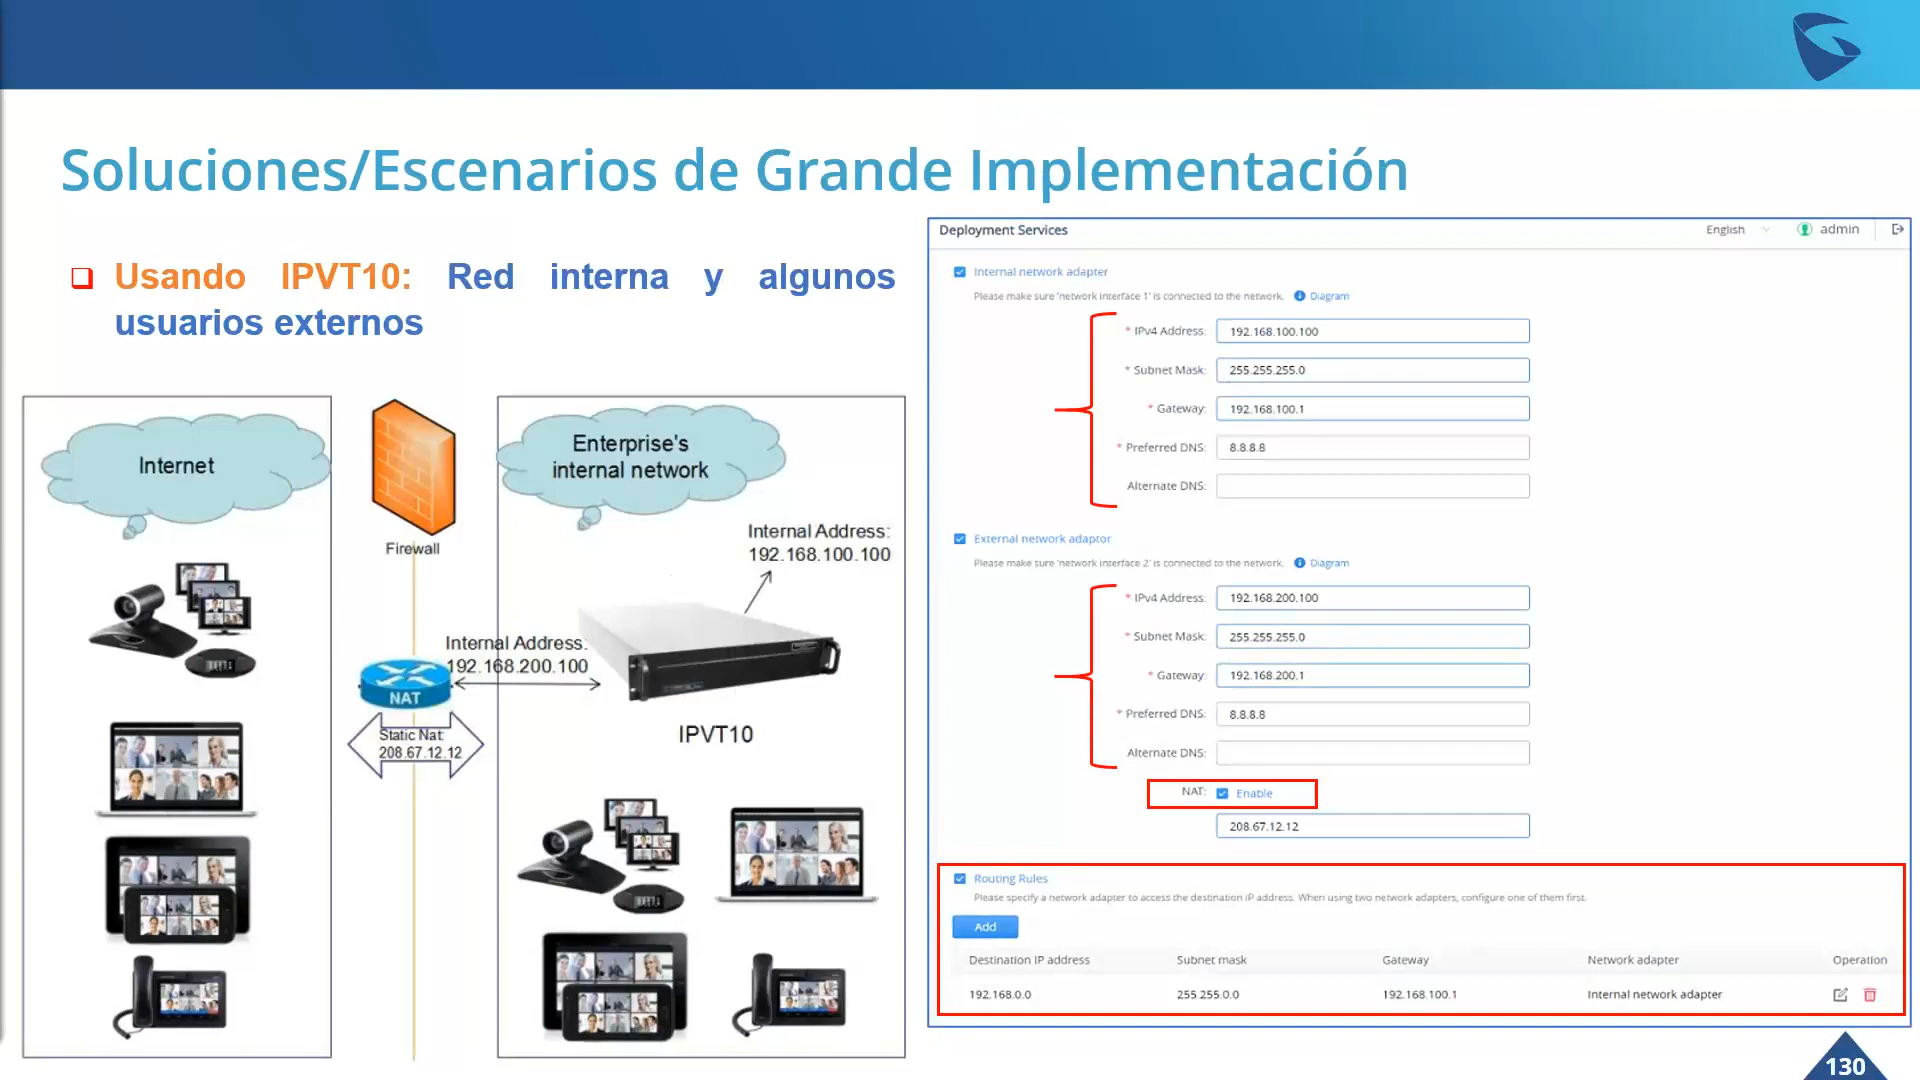 Soluciones/Escenarios de Grande Implementación
Usando IPVT10: Red interna y algunos
usuarios externos
Internet
Firewall
Enterprise's
internal network
Internal Address:
192.168.100.100
Internal Address:
192.168.200.100
NAT
Static Nat:
208.67.12.12
IPVT10
Deployment Services
English
admin
Internal network adapter
Please make sure 'network interface 1' is connected to the network. Diagram
* IPv4 Address: 192.168.100.100
* Subnet Mask: 255.255.255.0
* Gateway: 192.168.100.1
* Preferred DNS: 8.8.8.8
Alternate DNS:
External network adaptor
Please make sure 'network interface 2' is connected to the network. Diagram
* IPv4 Address: 192.168.200.100
* Subnet Mask: 255.255.255.0
* Gateway: 192.168.200.1
* Preferred DNS: 8.8.8.8
Alternate DNS:
NAT: Enable
208.67.12.12
Routing Rules
Please specify a network adapter to access the destination IP address. When using two network adapters, configure one of them first.
Add
Destination IP address Subnet mask Gateway Network adapter Operation
192.168.0.0 255.255.0.0 192.168.100.1 Internal network adapter
130